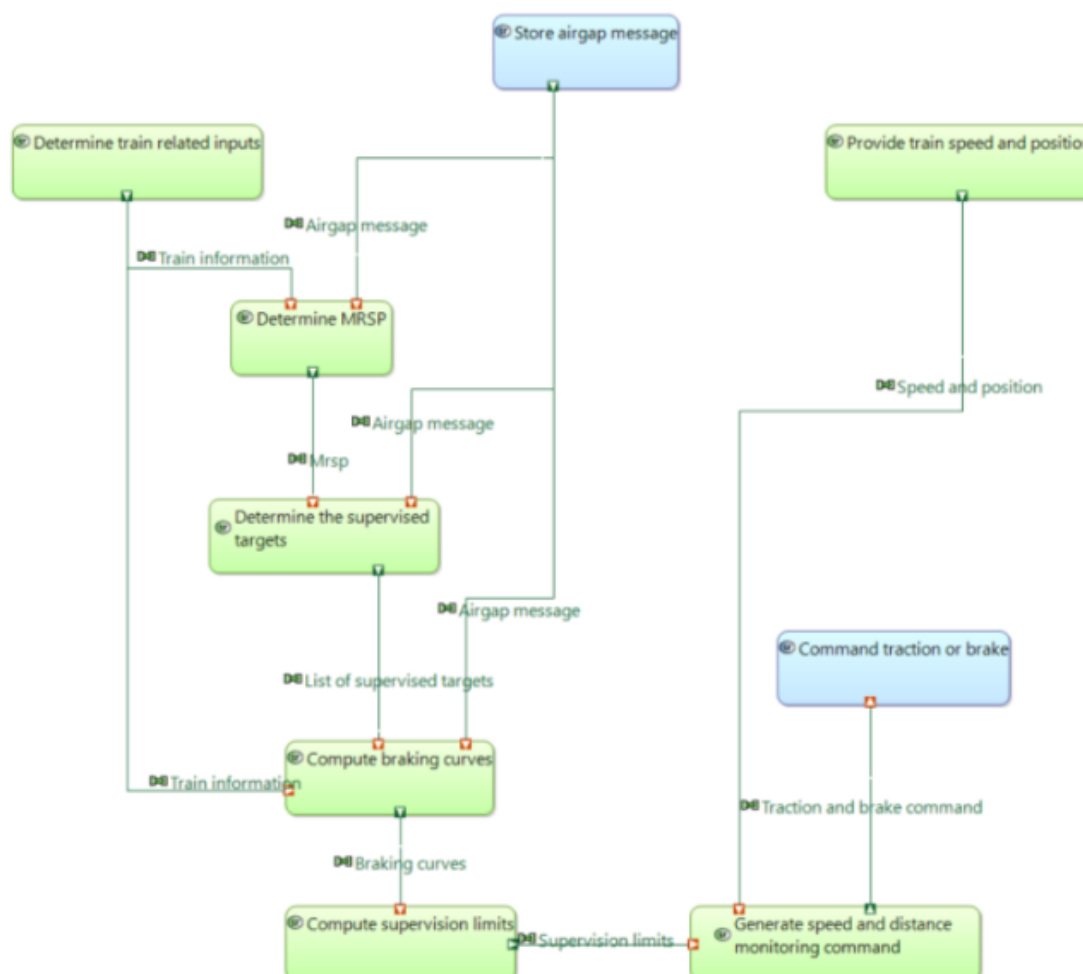 Store airgap message
Determine train related inputs
Provide train speed and positio
Airgap message
Train information
Determine MRSP
Speed and position
Airgap message
Mrsp
Determine the supervised
targets
Airgap message
Command traction or brake
List of supervised targets
Compute braking curves
Train information
Traction and brake command
Braking curves
Compute supervision limits
Generate speed and distance
monitoring command
Supervision limits